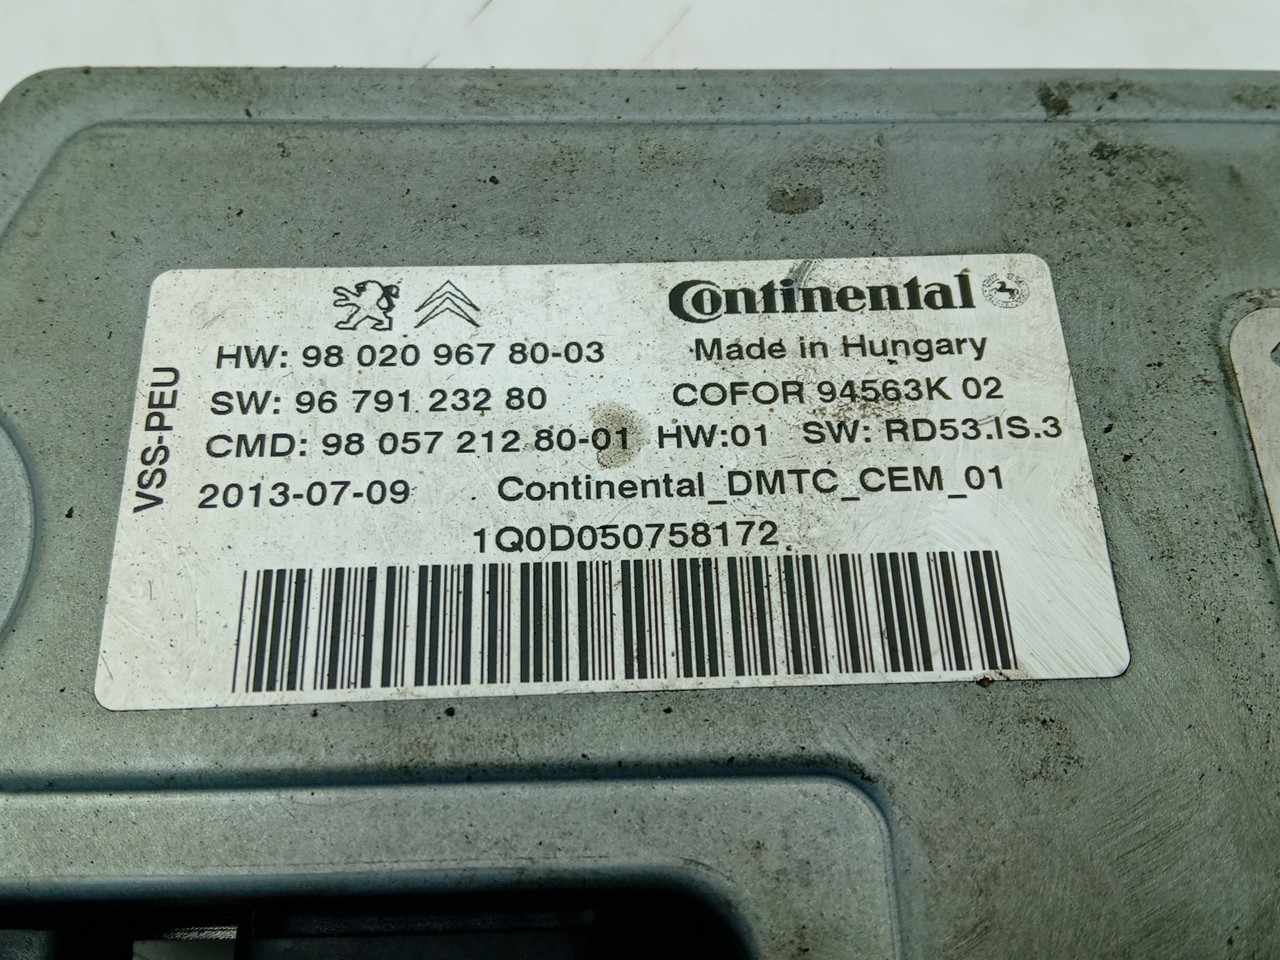 Continental
HW: 98 020 967 80-03
Made in Hungary
SW: 96 791 232 80
COFOR 94563K 02
CMD: 98 057 212 80-01 HW:01 SW: RD53.IS.3
2013-07-09 Continental_DMTC_CEM_01
1Q0D050758172
VSS-PEU